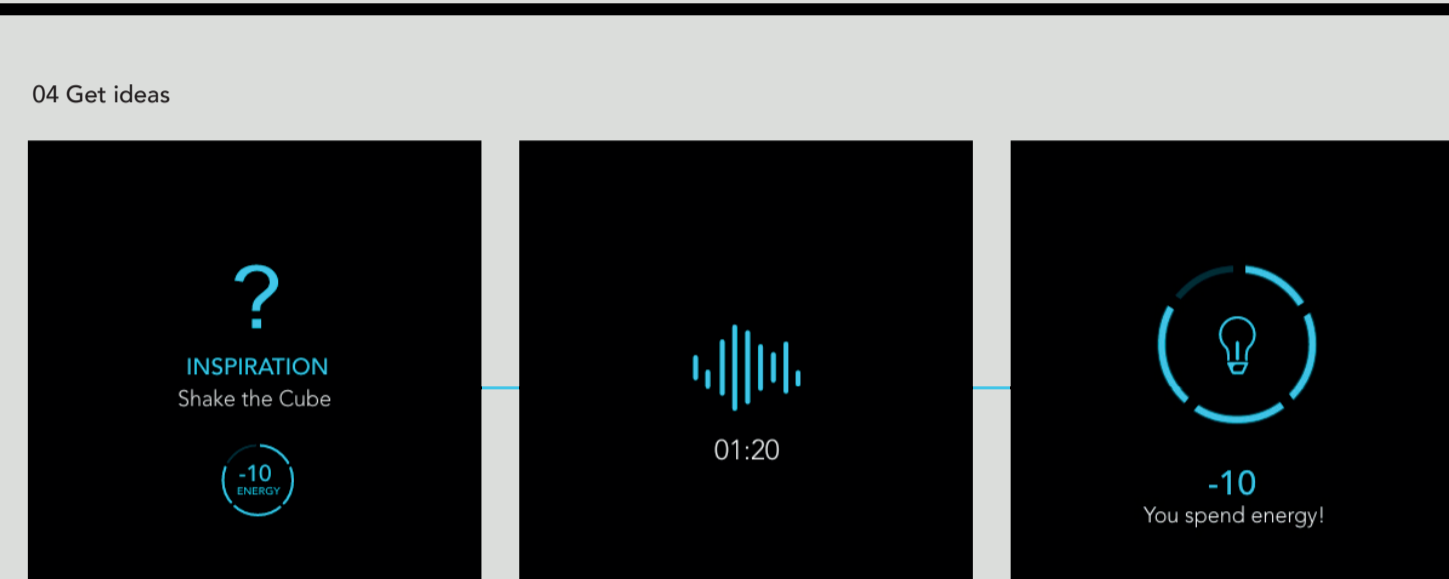 04 Get ideas
?
INSPIRATION
Shake the Cube
-10
ENERGY
01:20
-10
You spend energy!